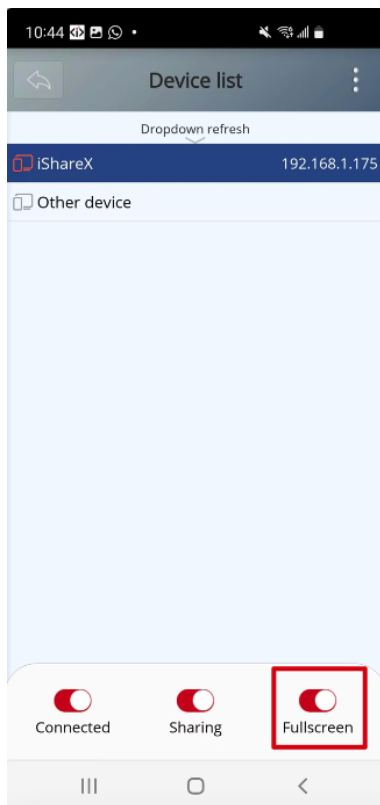 10:44
Device list
Dropdown refresh
iShareX 192.168.1.175
Other device
Connected Sharing Fullscreen